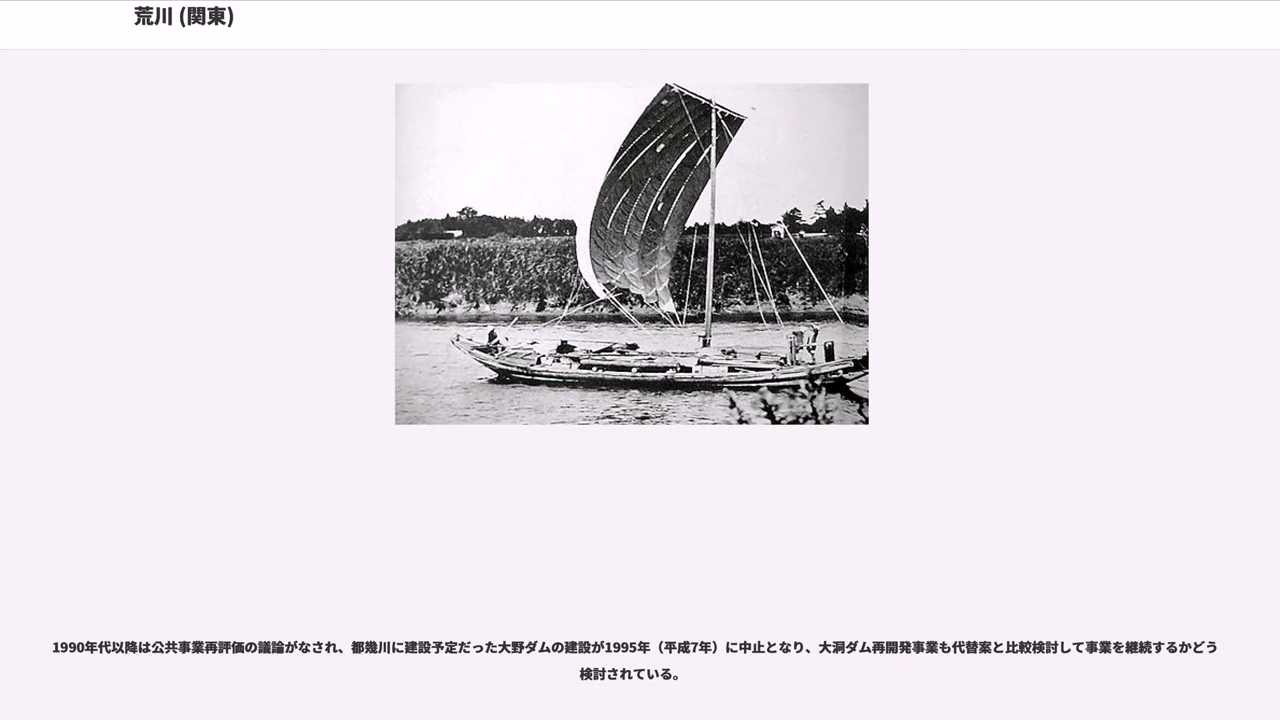 荒川 (関東)
1990年代以降は公共事業再評価の議論がなされ、都幾川に建設予定だった大野ダムの建設が1995年（平成7年）に中止となり、大洞ダム再開発事業も代替案と比較検討して事業を継続するかどう
検討されている。